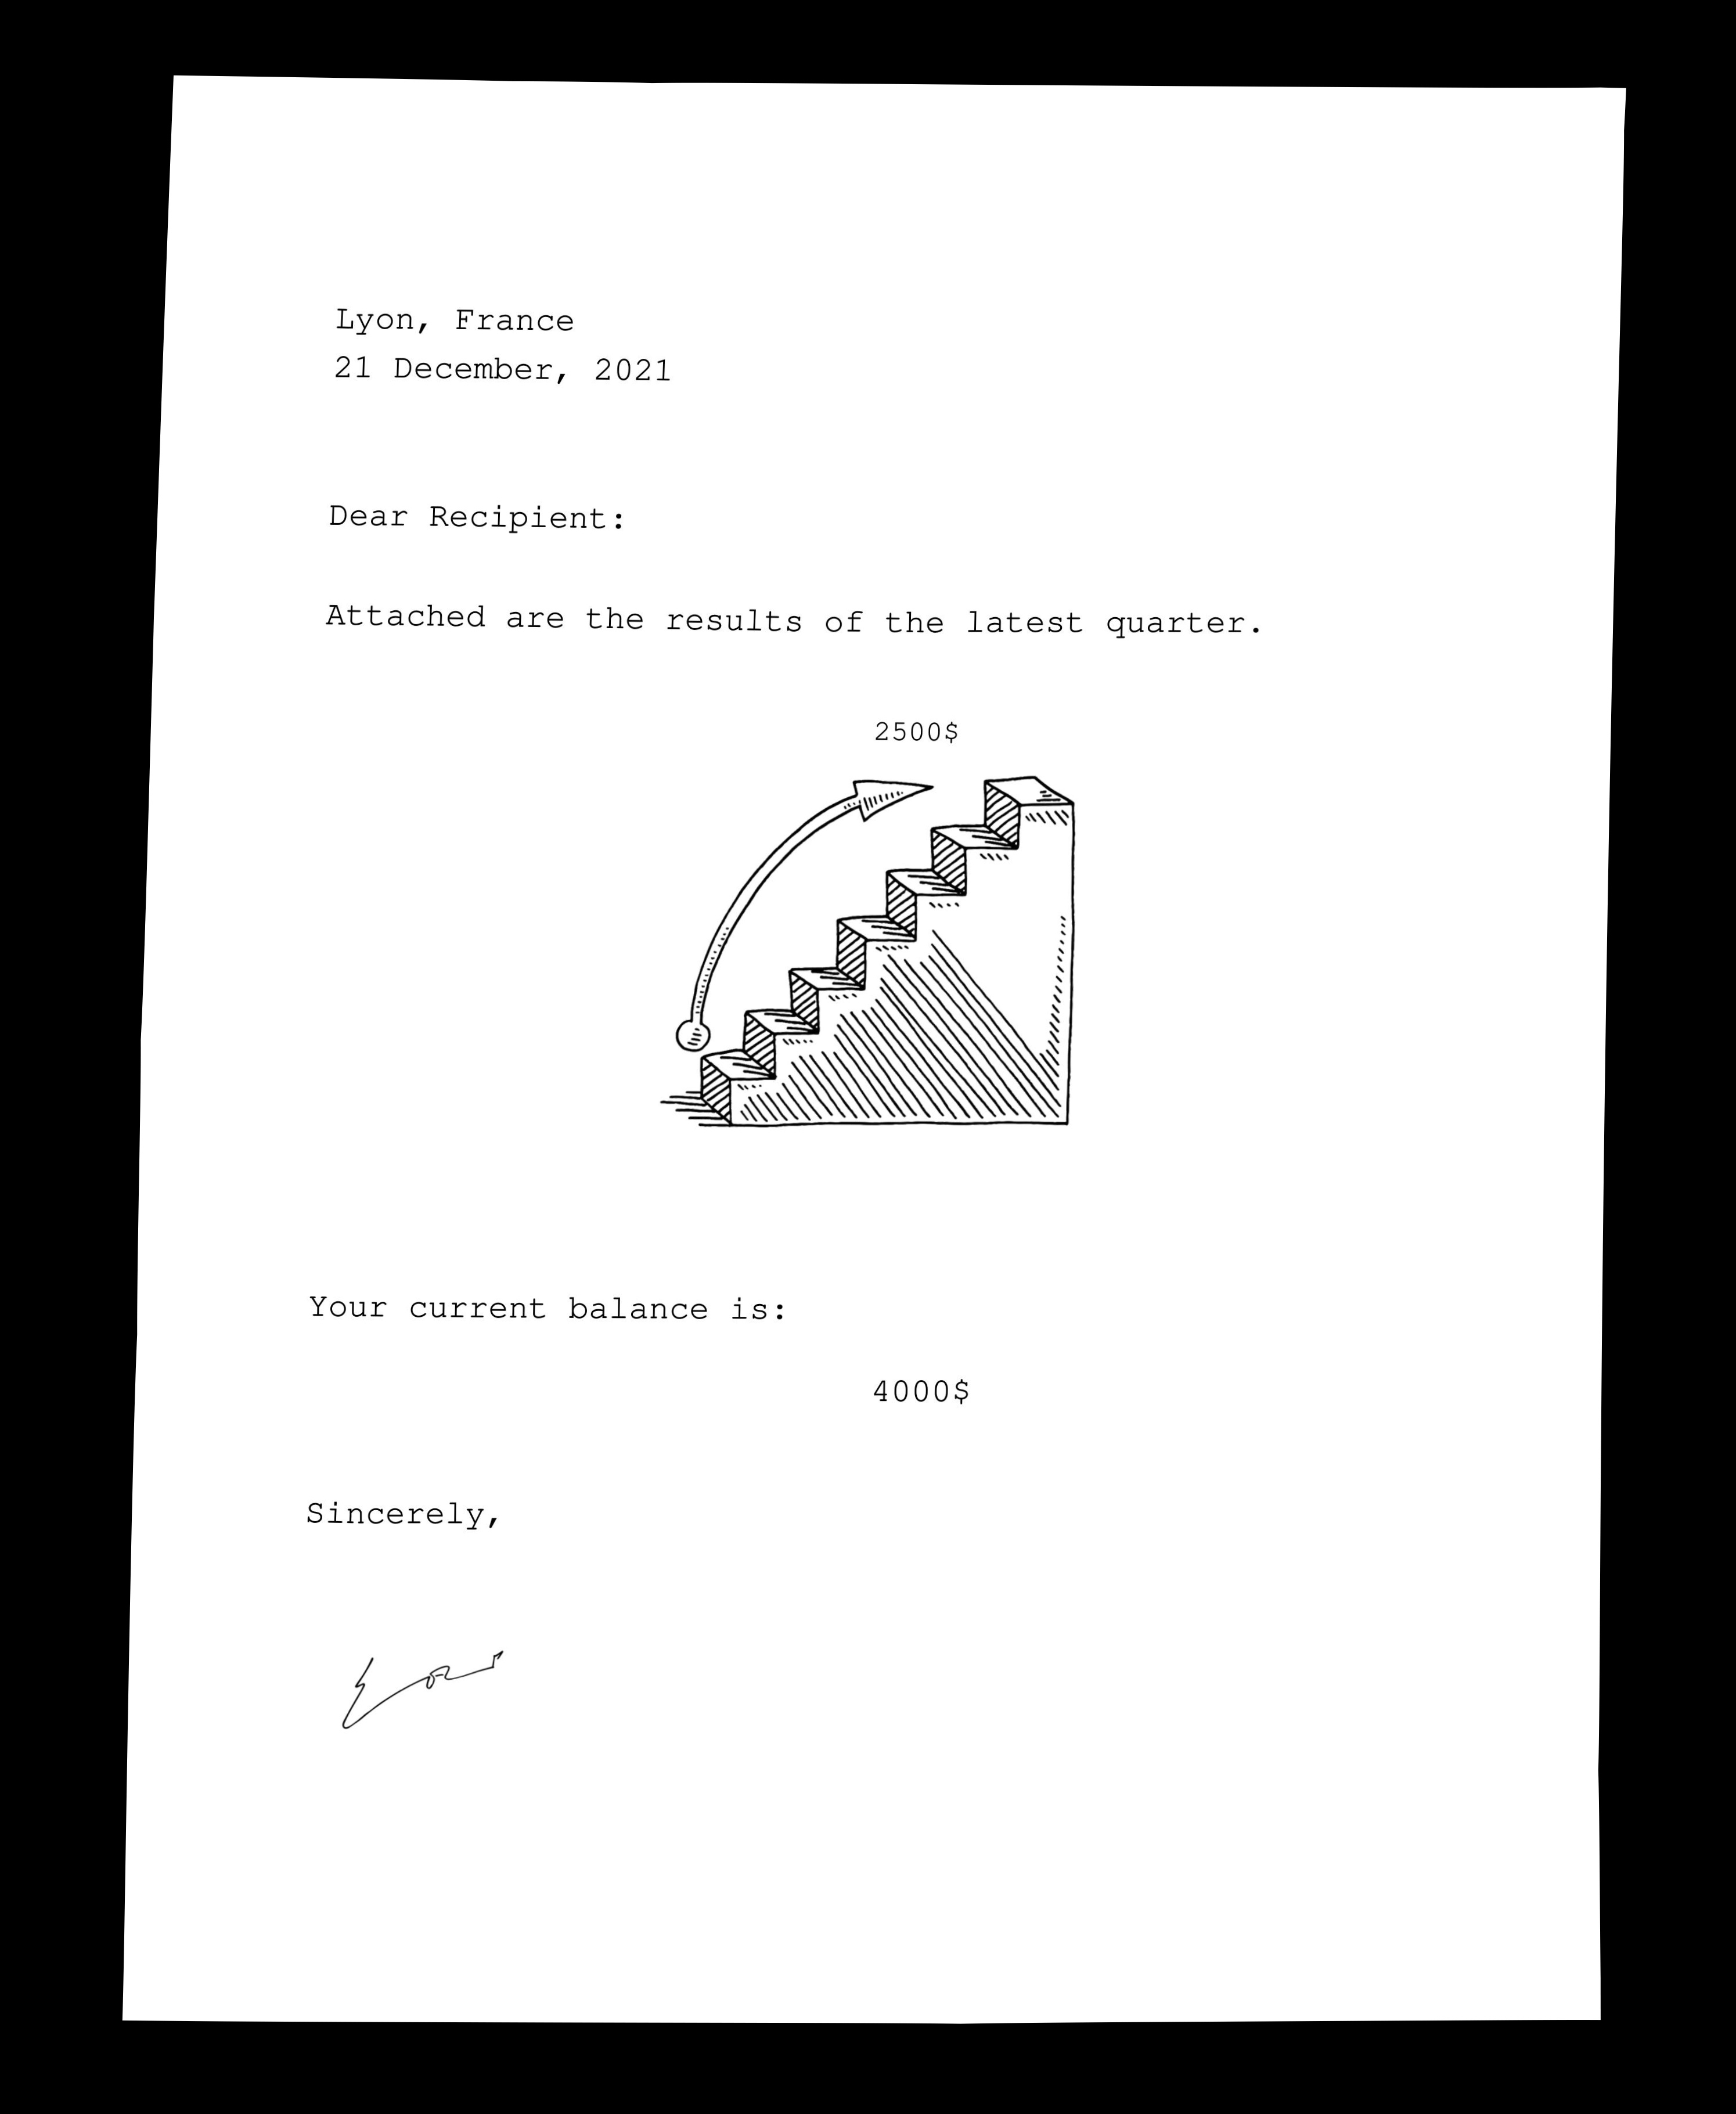 Lyon, France
21 December, 2021
Dear Recipient:
Attached are the results of the latest quarter.
2500$
Your current balance is:
4000$
Sincerely,